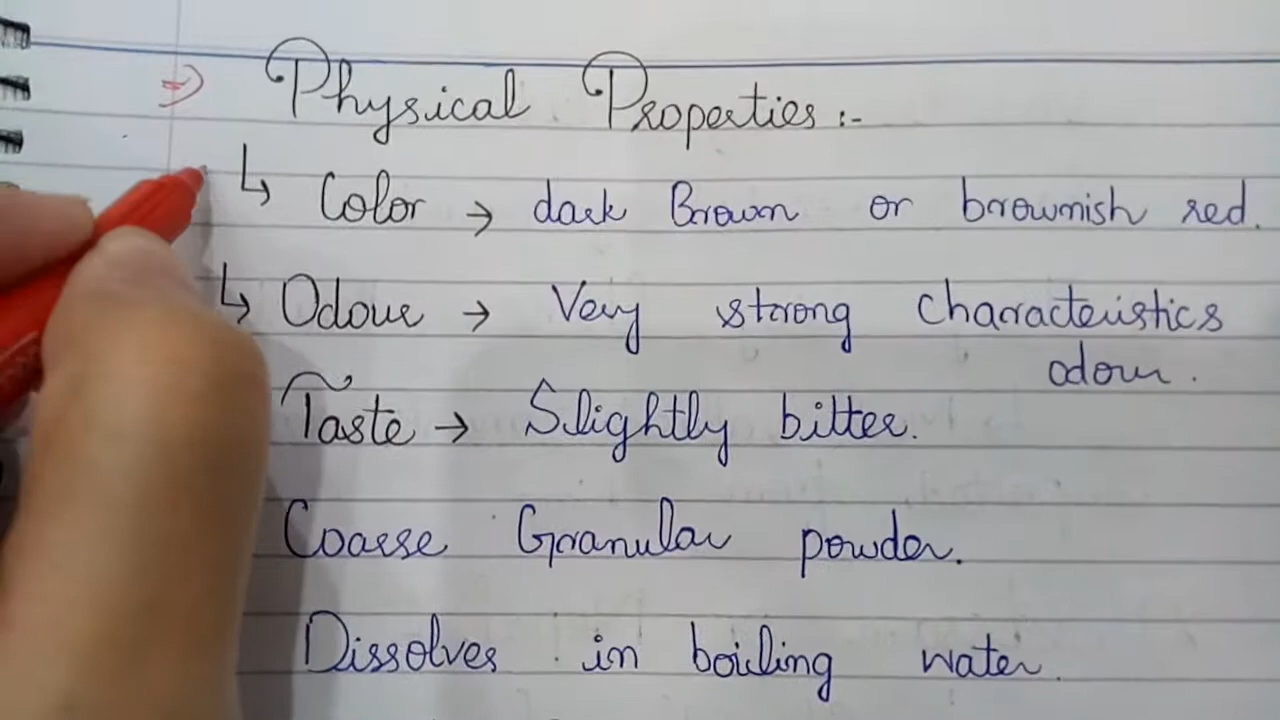 ⇒ Physical Properties :-
↳ Color → dark Brown or brownish red.
↳ Odour → Very strong characteristics
odour.
Taste → Slightly bitter.
Coarse Granular powder.
Dissolves in boiling water.